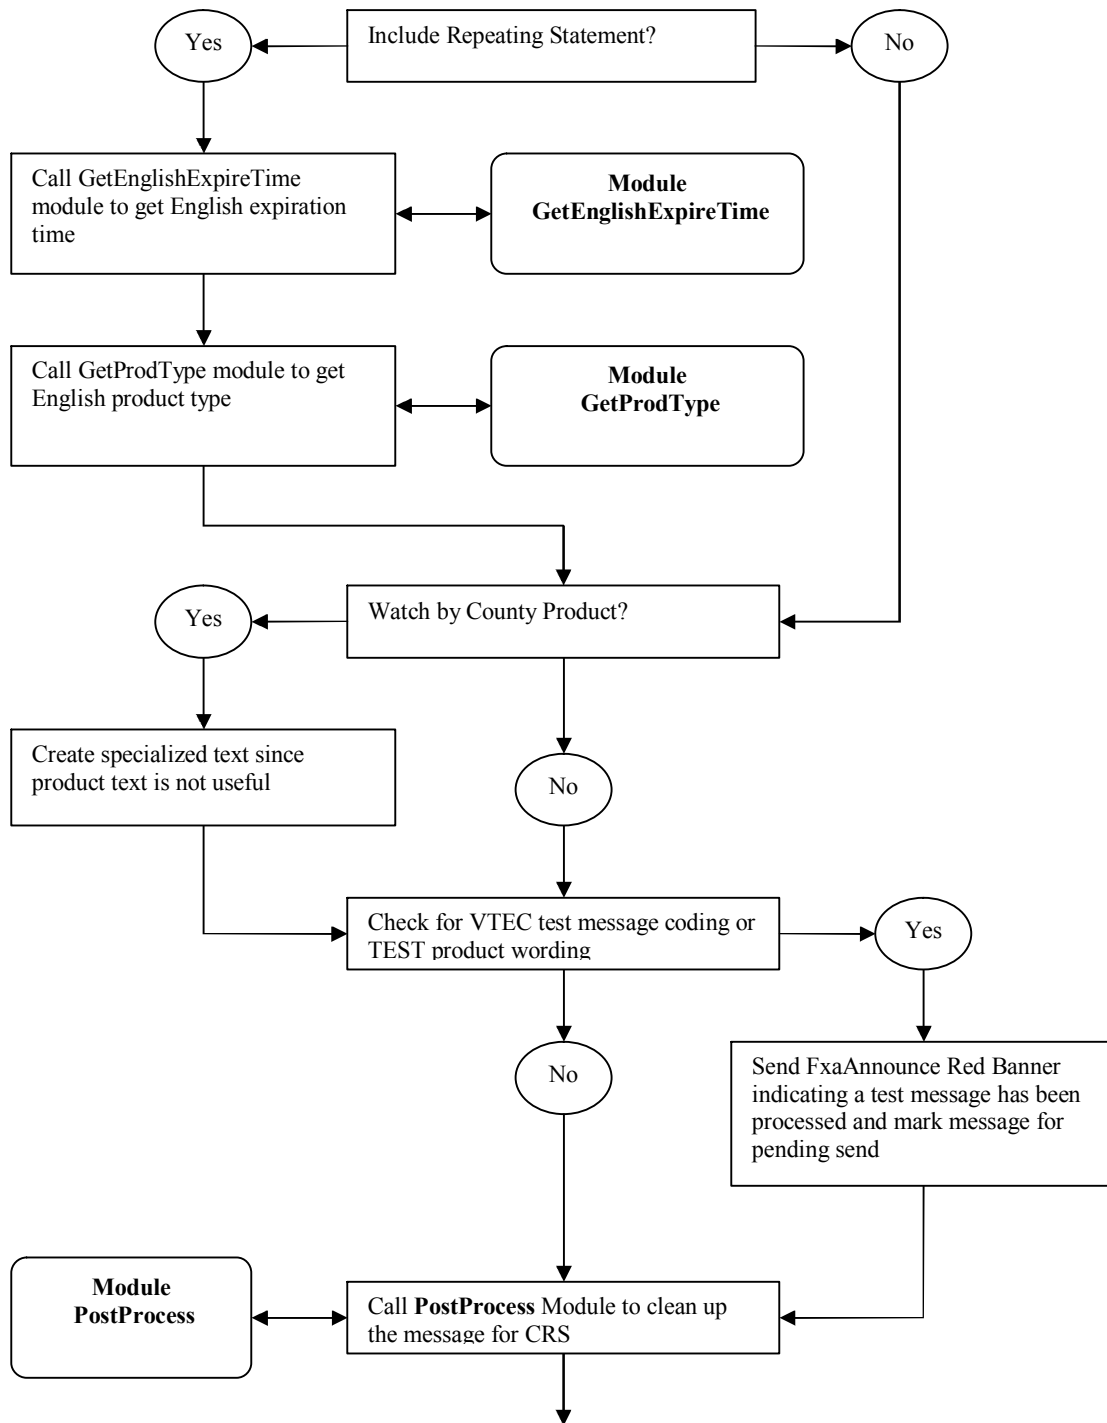 Yes
Include Repeating Statement?
No
Call GetEnglishExpireTime
module to get English expiration
time
Module
GetEnglishExpireTime
Call GetProdType module to get
English product type
Module
GetProdType
Yes
Watch by County Product?
Create specialized text since
product text is not useful
No
Check for VTEC test message coding or
TEST product wording
Yes
No
Send FxaAnnounce Red Banner
indicating a test message has been
processed and mark message for
pending send
Module
PostProcess
Call PostProcess Module to clean up
the message for CRS